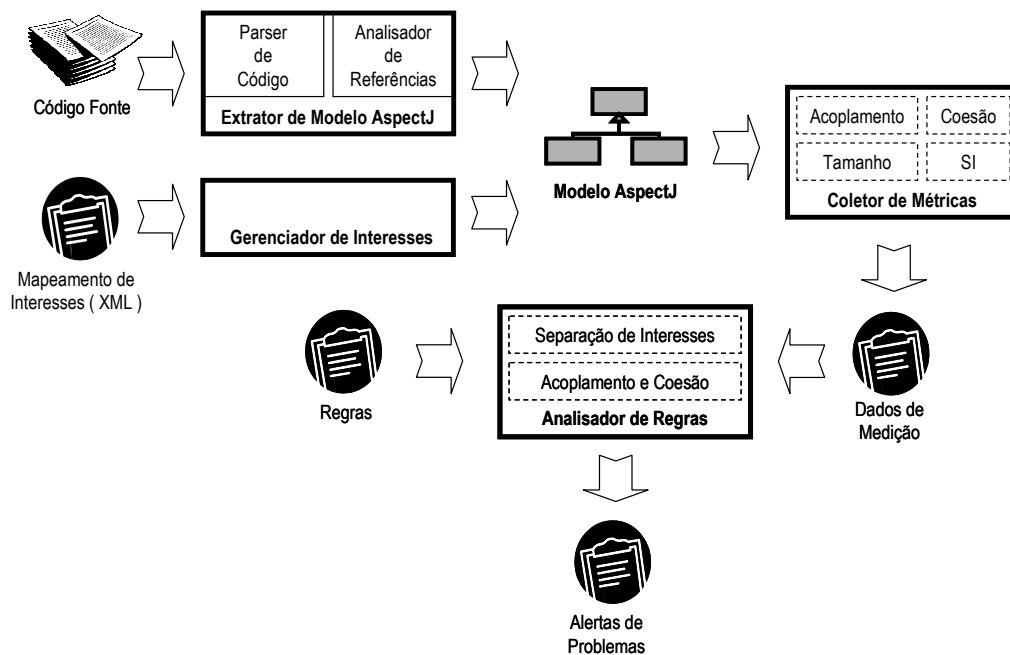 Parser
de
Código
Analisador
de
Referências
Extrator de Modelo AspectJ
Código Fonte
Acoplamento
Coesão
Tamanho
SI
Coletor de Métricas
Modelo AspectJ
Gerenciador de Interesses
Mapeamento de
Interesses ( XML )
Separação de Interesses
Acoplamento e Coesão
Analisador de Regras
Regras
Dados de
Medição
Alertas de
Problemas